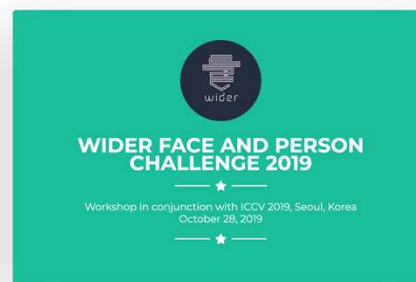 wider
WIDER FACE AND PERSON
CHALLENGE 2019
Workshop in conjunction with ICCV 2019, Seoul, Korea
October 28, 2019